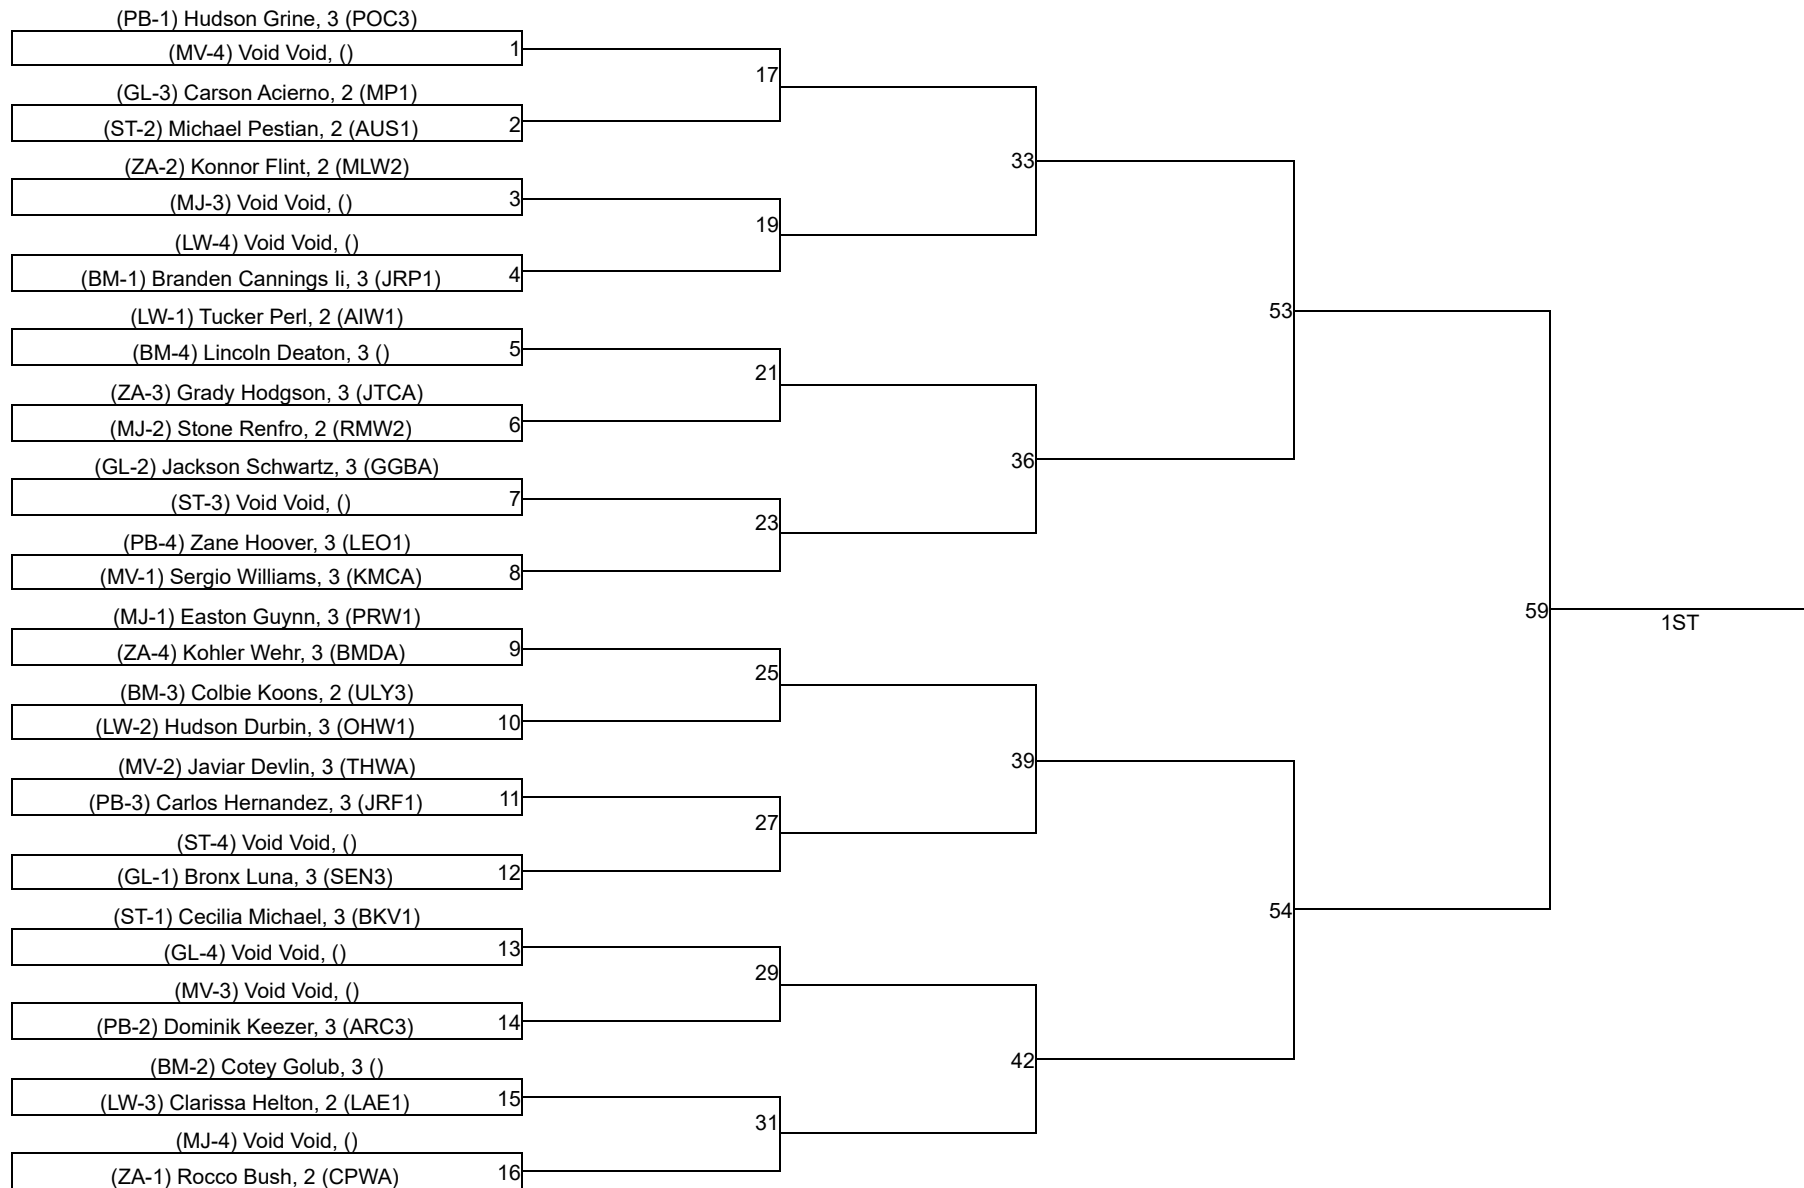 (PB-1) Hudson Grine, 3 (POC3)
(MV-4) Void Void, ()
1
17
(GL-3) Carson Acierno, 2 (MP1)
(ST-2) Michael Pestian, 2 (AUS1)
2
33
(ZA-2) Konnor Flint, 2 (MLW2)
(MJ-3) Void Void, ()
3
19
(LW-4) Void Void, ()
(BM-1) Branden Cannings Ii, 3 (JRP1)
4
53
(LW-1) Tucker Perl, 2 (AIW1)
(BM-4) Lincoln Deaton, 3 ()
5
21
(ZA-3) Grady Hodgson, 3 (JTCA)
(MJ-2) Stone Renfro, 2 (RMW2)
6
36
(GL-2) Jackson Schwartz, 3 (GGBA)
(ST-3) Void Void, ()
7
23
(PB-4) Zane Hoover, 3 (LEO1)
(MV-1) Sergio Williams, 3 (KMCA)
8
59
1ST
(MJ-1) Easton Guynn, 3 (PRW1)
(ZA-4) Kohler Wehr, 3 (BMDA)
9
25
(BM-3) Colbie Koons, 2 (ULY3)
(LW-2) Hudson Durbin, 3 (OHW1)
10
39
(MV-2) Javiar Devlin, 3 (THWA)
(PB-3) Carlos Hernandez, 3 (JRF1)
11
27
(ST-4) Void Void, ()
(GL-1) Bronx Luna, 3 (SEN3)
12
54
(ST-1) Cecilia Michael, 3 (BKV1)
(GL-4) Void Void, ()
13
29
(MV-3) Void Void, ()
(PB-2) Dominik Keezer, 3 (ARC3)
14
42
(BM-2) Cotey Golub, 3 ()
(LW-3) Clarissa Helton, 2 (LAE1)
15
31
(MJ-4) Void Void, ()
(ZA-1) Rocco Bush, 2 (CPWA)
16